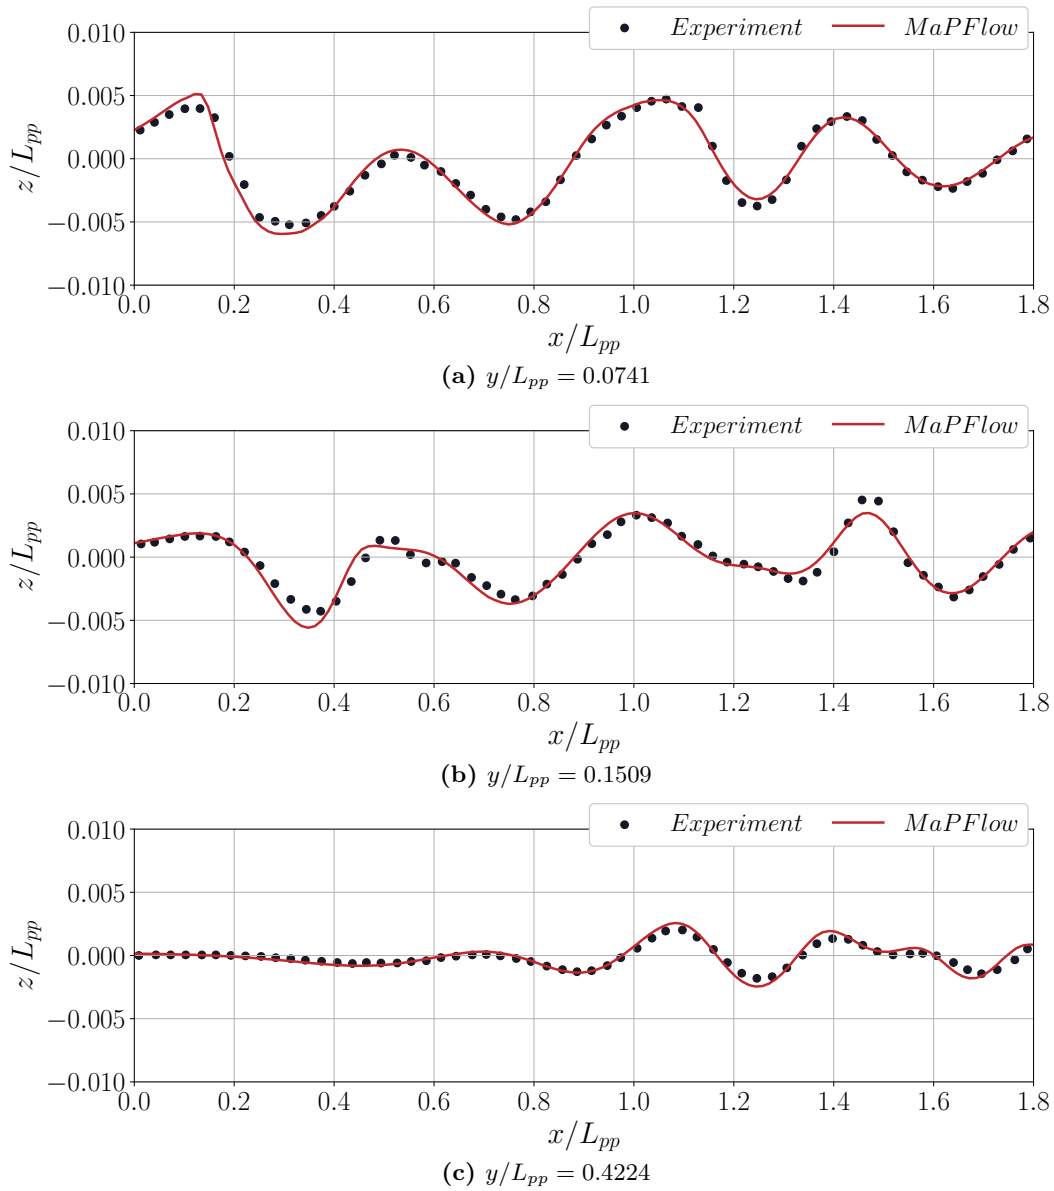 Experiment MaPFlow
0.010
0.005
0.000
−0.005
−0.010
z/L_pp
0.0 0.2 0.4 0.6 0.8 1.0 1.2 1.4 1.6 1.8
x/L_pp
(a) y/L_pp = 0.0741
Experiment MaPFlow
0.010
0.005
0.000
−0.005
−0.010
z/L_pp
0.0 0.2 0.4 0.6 0.8 1.0 1.2 1.4 1.6 1.8
x/L_pp
(b) y/L_pp = 0.1509
Experiment MaPFlow
0.010
0.005
0.000
−0.005
−0.010
z/L_pp
0.0 0.2 0.4 0.6 0.8 1.0 1.2 1.4 1.6 1.8
x/L_pp
(c) y/L_pp = 0.4224